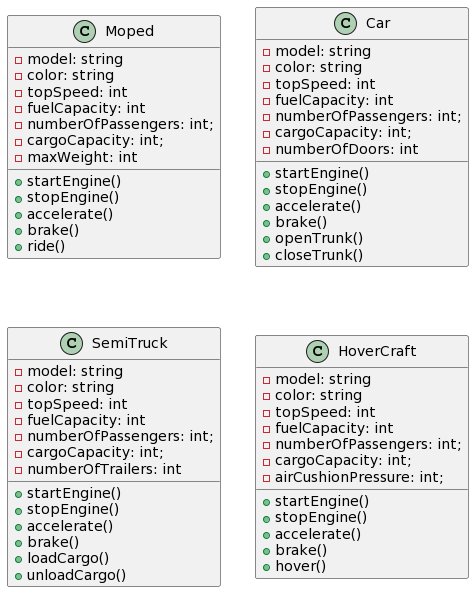 C Moped
model: string
color: string
topSpeed: int
fuelCapacity: int
numberOfPassengers: int;
cargoCapacity: int;
maxWeight: int
startEngine()
stopEngine()
accelerate()
brake()
ride()
C Car
model: string
color: string
topSpeed: int
fuelCapacity: int
numberOfPassengers: int;
cargoCapacity: int;
numberOfDoors: int
startEngine()
stopEngine()
accelerate()
brake()
openTrunk()
closeTrunk()
C SemiTruck
model: string
color: string
topSpeed: int
fuelCapacity: int
numberOfPassengers: int;
cargoCapacity: int;
numberOfTrailers: int
startEngine()
stopEngine()
accelerate()
brake()
loadCargo()
unloadCargo()
C HoverCraft
model: string
color: string
topSpeed: int
fuelCapacity: int
numberOfPassengers: int;
cargoCapacity: int;
airCushionPressure: int;
startEngine()
stopEngine()
accelerate()
brake()
hover()